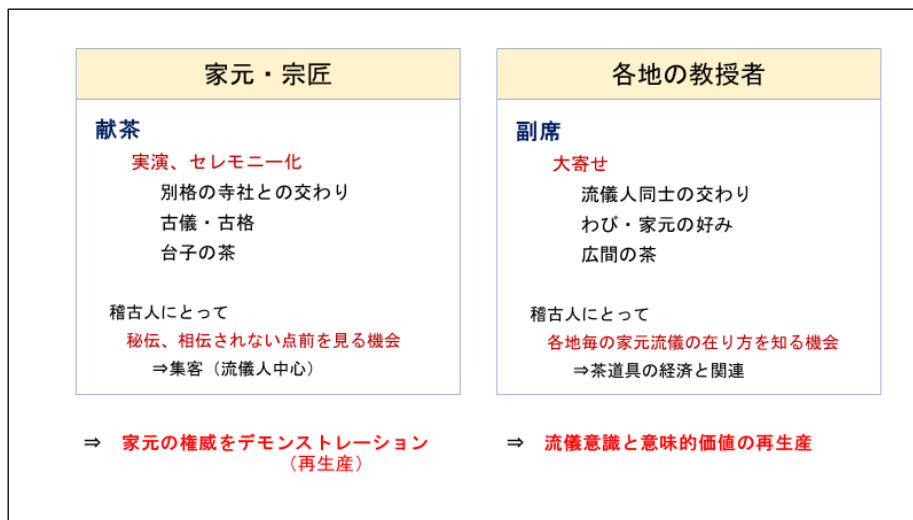 家元・宗匠
献茶
実演、セレモニー化
別格の寺社との交わり
古儀・古格
台子の茶
稽古人にとって
秘伝、相伝されない点前を見る機会
⇒集客（流儀人中心）
⇒ 家元の権威をデモンストレーション
（再生産）
各地の教授者
副席
大寄せ
流儀人同士の交わり
わび・家元の好み
広間の茶
稽古人にとって
各地毎の家元流儀の在り方を知る機会
⇒茶道具の経済と関連
⇒ 流儀意識と意味的価値の再生産